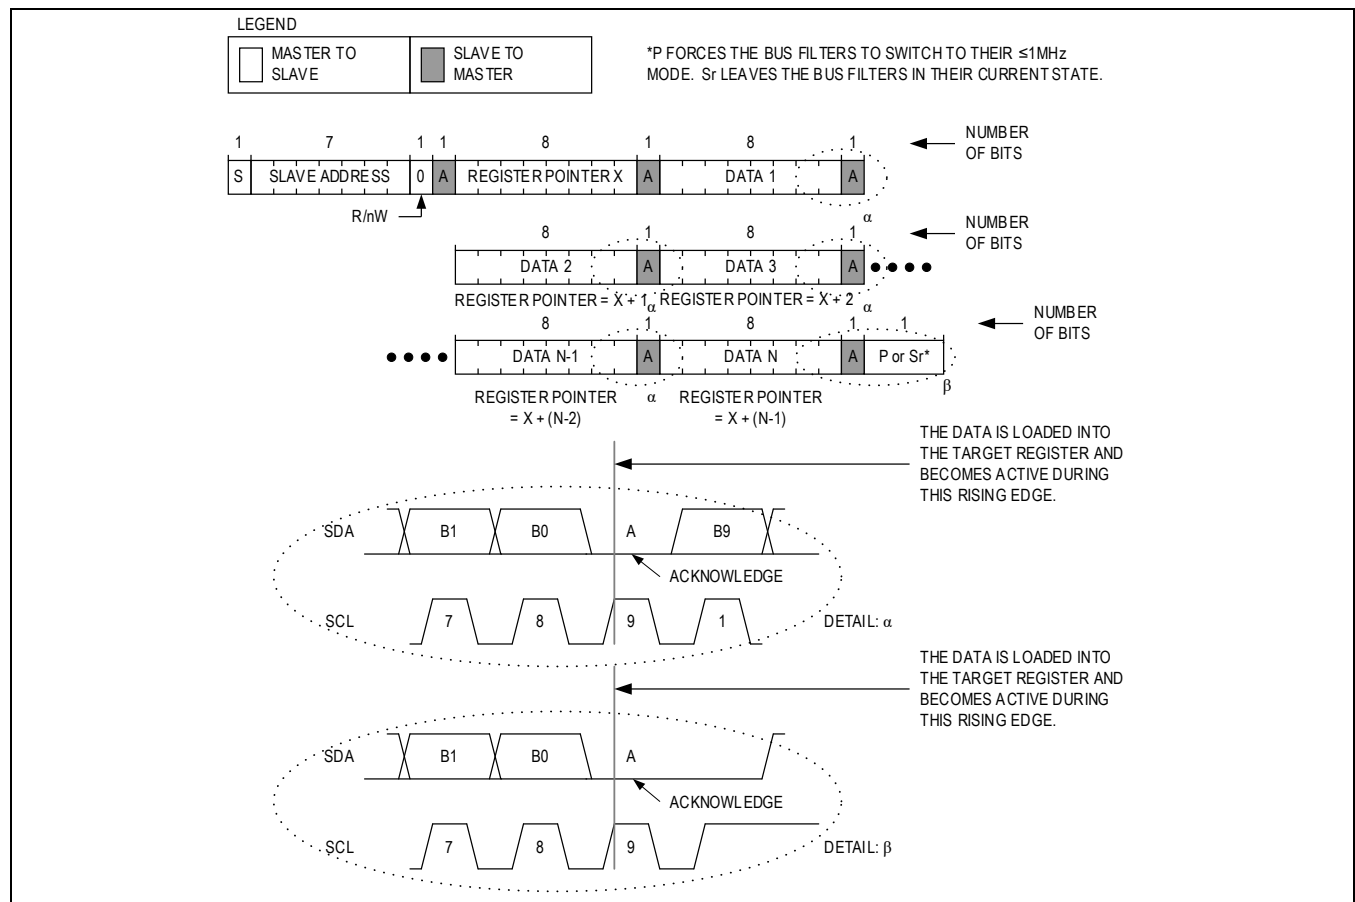 LEGEND
MASTER TO
SLAVE
SLAVE TO
MASTER
*P FORCES THE BUS FILTERS TO SWITCH TO THEIR ≤1MHz
MODE. Sr LEAVES THE BUS FILTERS IN THEIR CURRENT STATE.
1 7 1 1 8 1 8 1
NUMBER
OF BITS
S SLAVE ADDRESS 0 A REGISTER POINTER X A DATA 1 A
R/nW
α
8 1 8 1
NUMBER
OF BITS
DATA 2 A DATA 3 A
REGISTER POINTER = X + 1 α REGISTER POINTER = X + 2 α
8 1 8 1 1
NUMBER
OF BITS
DATA N-1 A DATA N A P or Sr*
β
REGISTER POINTER
= X + (N-2)
α
REGISTER POINTER
= X + (N-1)
THE DATA IS LOADED INTO
THE TARGET REGISTER AND
BECOMES ACTIVE DURING
THIS RISING EDGE.
SDA B1 B0 A B9
ACKNOWLEDGE
SCL 7 8 9 1 DETAIL: α
THE DATA IS LOADED INTO
THE TARGET REGISTER AND
BECOMES ACTIVE DURING
THIS RISING EDGE.
SDA B1 B0 A
ACKNOWLEDGE
SCL 7 8 9 DETAIL: β